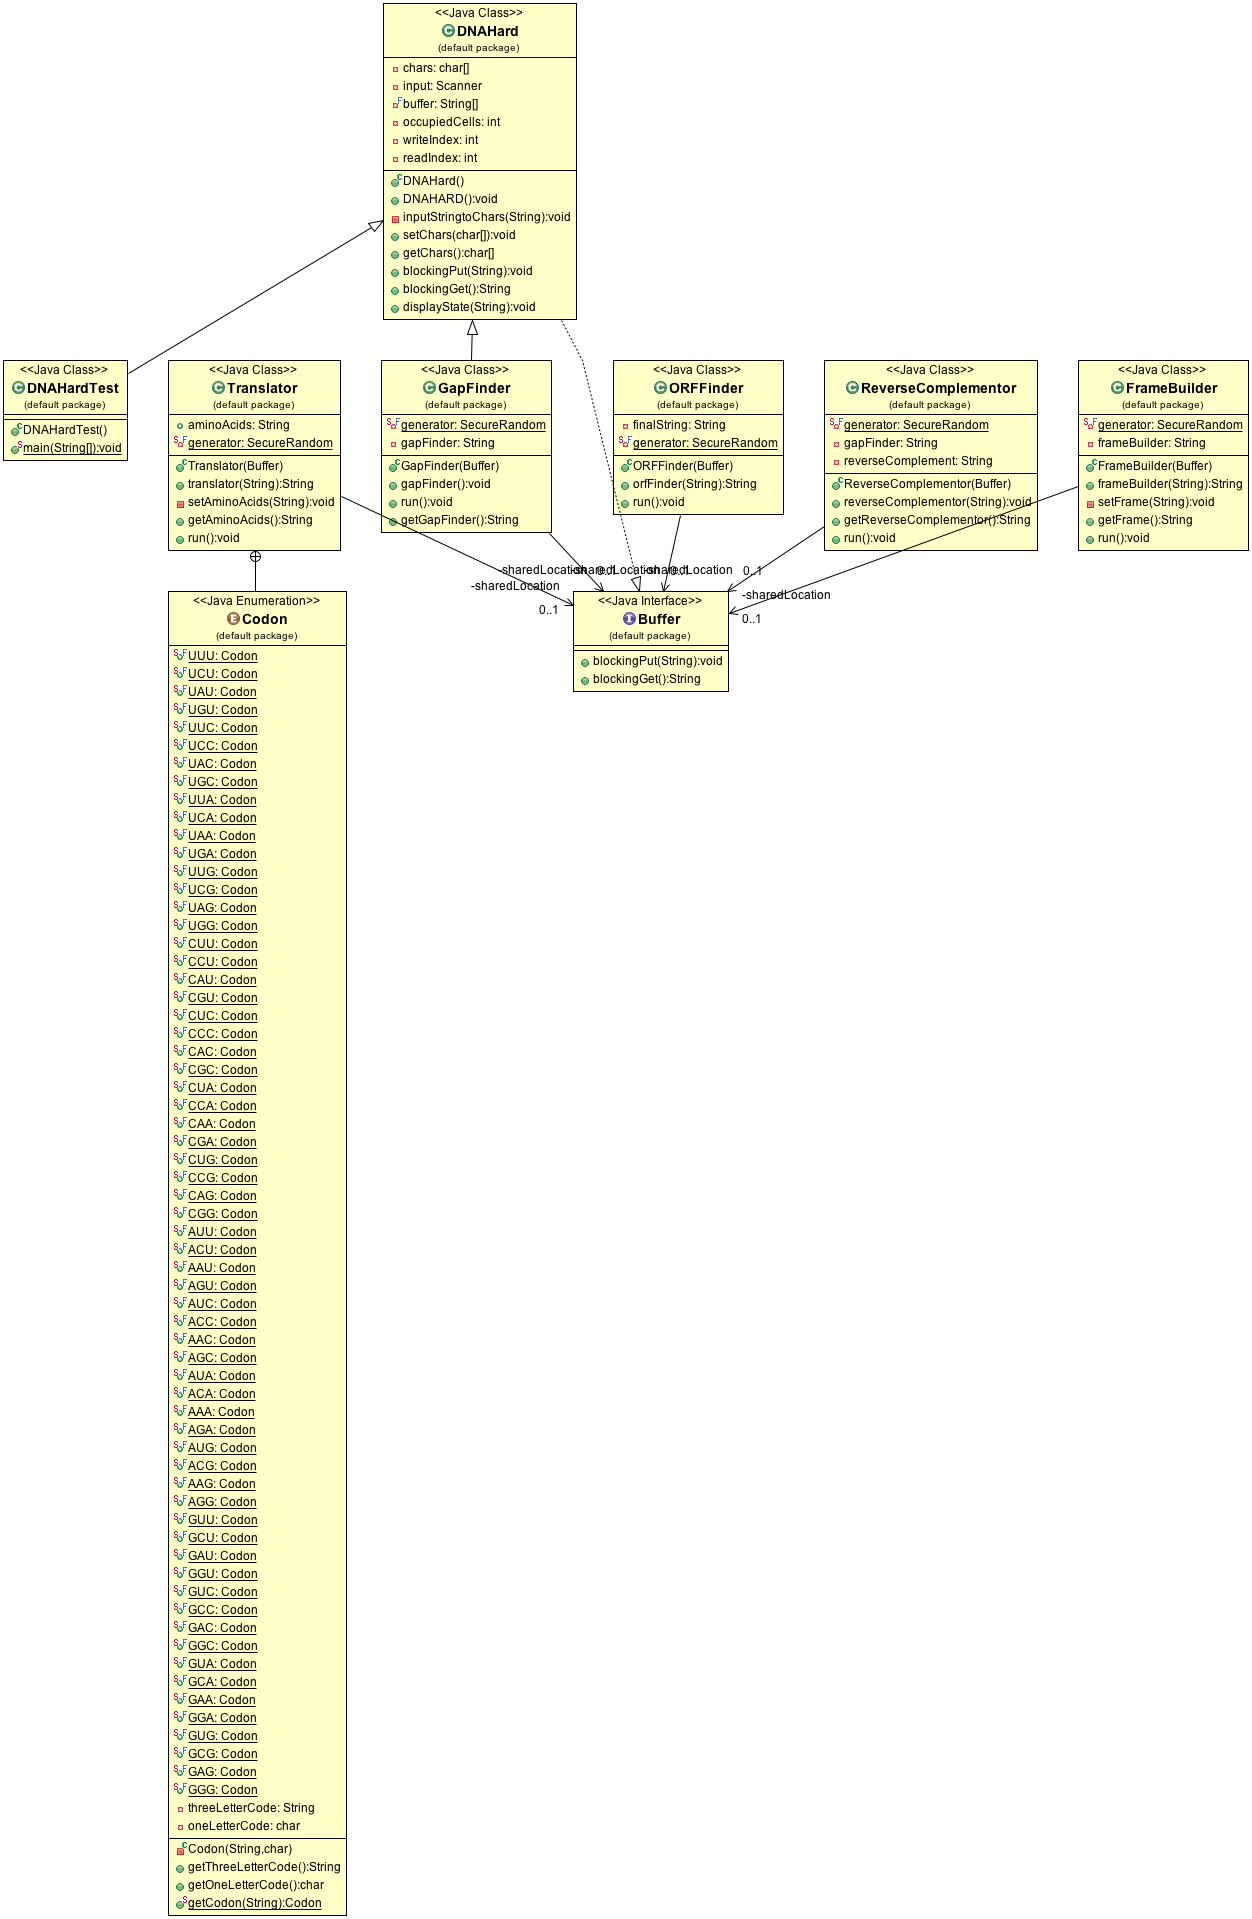 <<Java Class>>
DNAHard
(default package)
chars: char[]
input: Scanner
buffer: String[]
occupiedCells: int
writeIndex: int
readIndex: int
DNAHard()
DNAHARD():void
inputStringtoChars(String):void
setChars(char[]):void
getChars():char[]
blockingPut(String):void
blockingGet():String
displayState(String):void
<<Java Class>>
DNAHardTest
(default package)
DNAHardTest()
main(String[]):void
<<Java Class>>
Translator
(default package)
aminoAcids: String
generator: SecureRandom
Translator(Buffer)
translator(String):String
setAminoAcids(String):void
getAminoAcids():String
run():void
<<Java Class>>
GapFinder
(default package)
generator: SecureRandom
gapFinder: String
GapFinder(Buffer)
gapFinder():void
run():void
getGapFinder():String
<<Java Class>>
ORFFinder
(default package)
finalString: String
generator: SecureRandom
ORFFinder(Buffer)
orfFinder(String):String
run():void
<<Java Class>>
ReverseComplementor
(default package)
generator: SecureRandom
gapFinder: String
reverseComplement: String
ReverseComplementor(Buffer)
reverseComplementor(String):void
getReverseComplementor():String
run():void
<<Java Class>>
FrameBuilder
(default package)
generator: SecureRandom
frameBuilder: String
FrameBuilder(Buffer)
frameBuilder(String):String
setFrame(String):void
getFrame():String
run():void
-sharedLocation
0..1
-sharedLocation
0..1
-sharedLocation
0..1
-sharedLocation
0..1
-sharedLocation
0..1
<<Java Interface>>
Buffer
(default package)
blockingPut(String):void
blockingGet():String
<<Java Enumeration>>
Codon
(default package)
UUU: Codon
UCU: Codon
UAU: Codon
UGU: Codon
UUC: Codon
UCC: Codon
UAC: Codon
UGC: Codon
UUA: Codon
UCA: Codon
UAA: Codon
UGA: Codon
UUG: Codon
UCG: Codon
UAG: Codon
UGG: Codon
CUU: Codon
CCU: Codon
CAU: Codon
CGU: Codon
CUC: Codon
CCC: Codon
CAC: Codon
CGC: Codon
CUA: Codon
CCA: Codon
CAA: Codon
CGA: Codon
CUG: Codon
CCG: Codon
CAG: Codon
CGG: Codon
AUU: Codon
ACU: Codon
AAU: Codon
AGU: Codon
AUC: Codon
ACC: Codon
AAC: Codon
AGC: Codon
AUA: Codon
ACA: Codon
AAA: Codon
AGA: Codon
AUG: Codon
ACG: Codon
AAG: Codon
AGG: Codon
GUU: Codon
GCU: Codon
GAU: Codon
GGU: Codon
GUC: Codon
GCC: Codon
GAC: Codon
GGC: Codon
GUA: Codon
GCA: Codon
GAA: Codon
GGA: Codon
GUG: Codon
GCG: Codon
GAG: Codon
GGG: Codon
threeLetterCode: String
oneLetterCode: char
Codon(String,char)
getThreeLetterCode():String
getOneLetterCode():char
getCodon(String):Codon